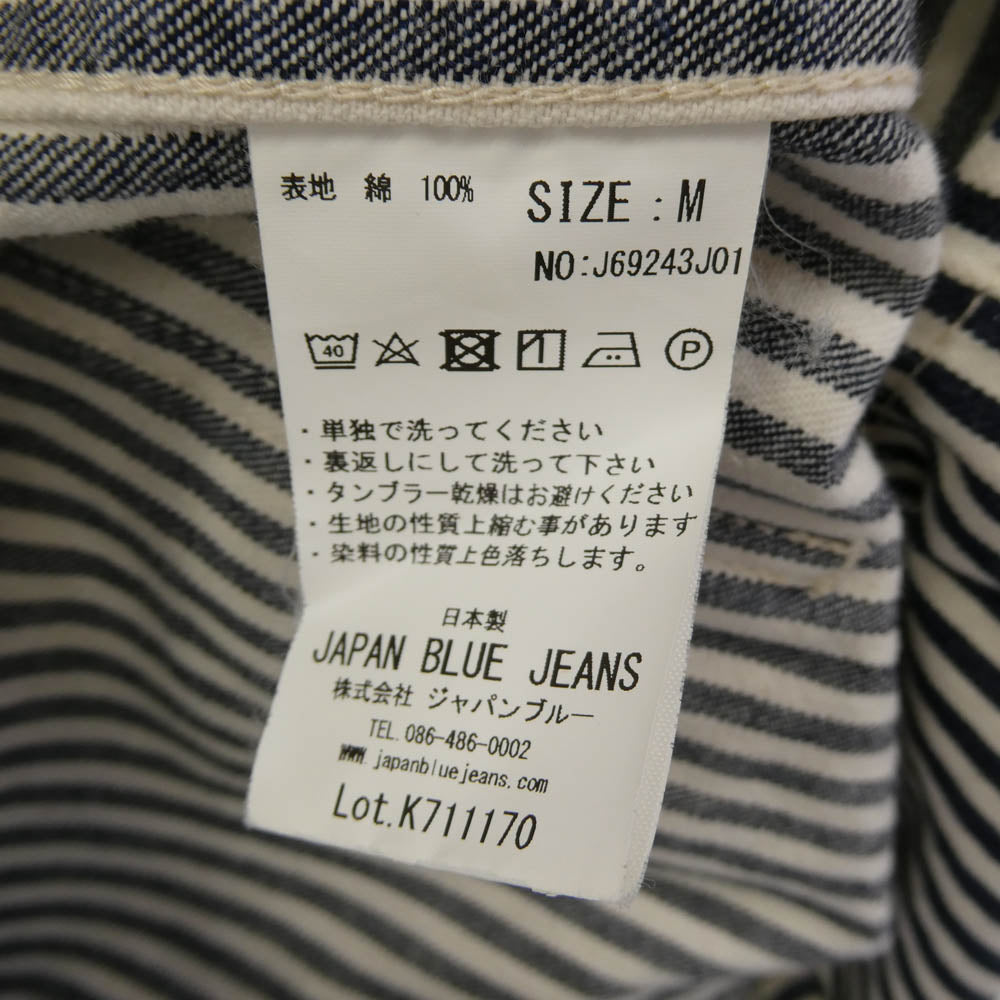 表地 綿 100%
SIZE : M
NO:J69243J01
40
P
・単独で洗ってください
・裏返しにして洗って下さい
・タンブラー乾燥はお避けください
・生地の性質上縮む事があります
・染料の性質上色落ちします。
日本製
JAPAN BLUE JEANS
株式会社 ジャパンブルー
TEL. 086-486-0002
www.japanbluejeans.com
Lot.K711170